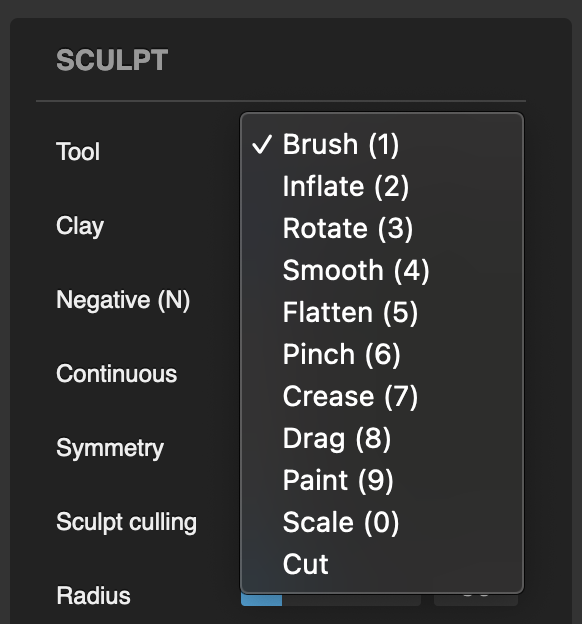 SCULPT
Tool
✓ Brush (1)
Inflate (2)
Rotate (3)
Smooth (4)
Flatten (5)
Pinch (6)
Crease (7)
Drag (8)
Paint (9)
Scale (0)
Cut
Clay
Negative (N)
Continuous
Symmetry
Sculpt culling
Radius